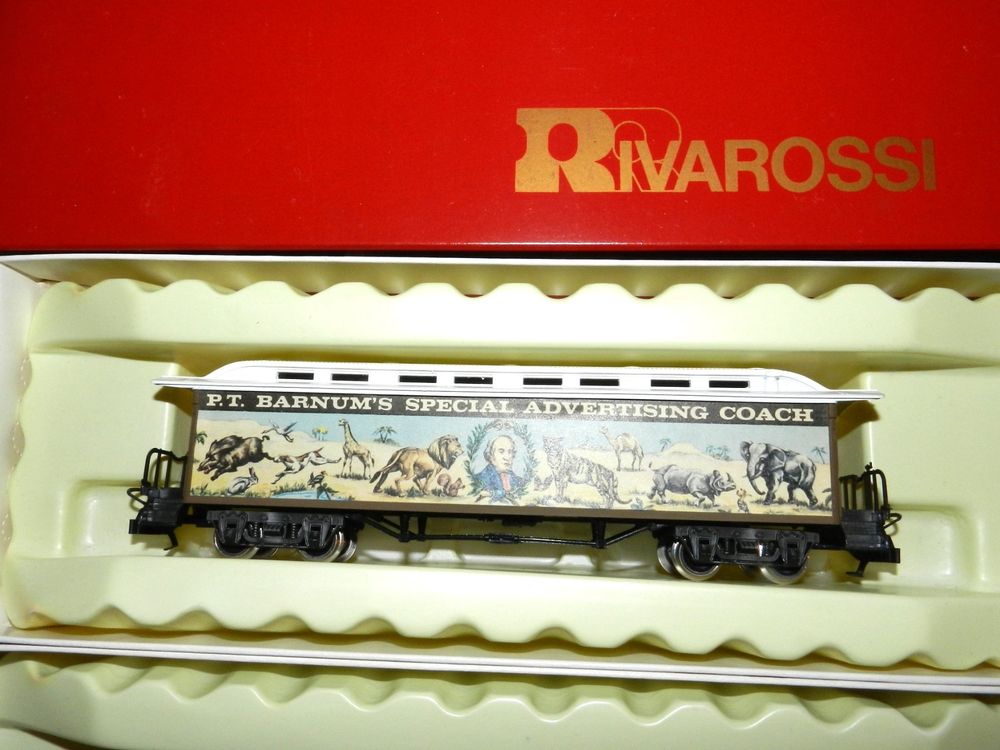 RIVAROSSI
P.T. BARNUM'S SPECIAL ADVERTISING COACH